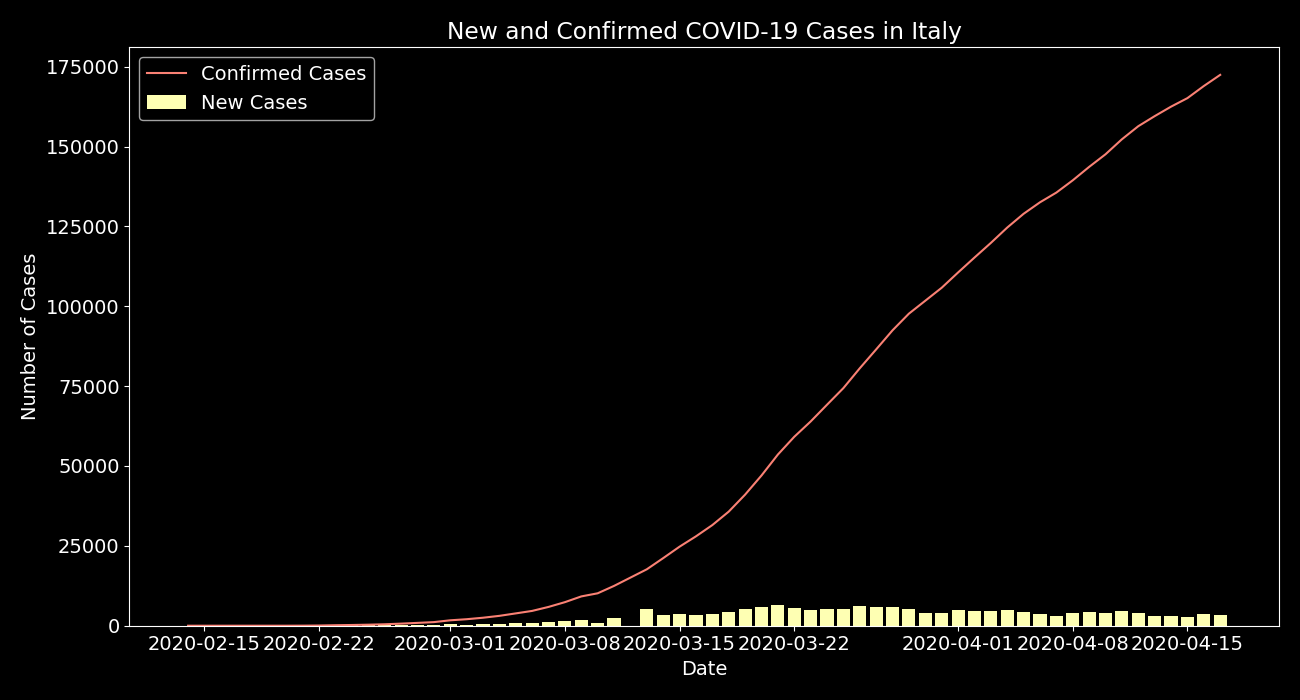 New and Confirmed COVID-19 Cases in Italy
Confirmed Cases
New Cases
175000
150000
125000
100000
75000
50000
25000
0
Number of Cases
2020-02-15 2020-02-22 2020-03-01 2020-03-08 2020-03-15 2020-03-22 2020-04-01 2020-04-08 2020-04-15
Date